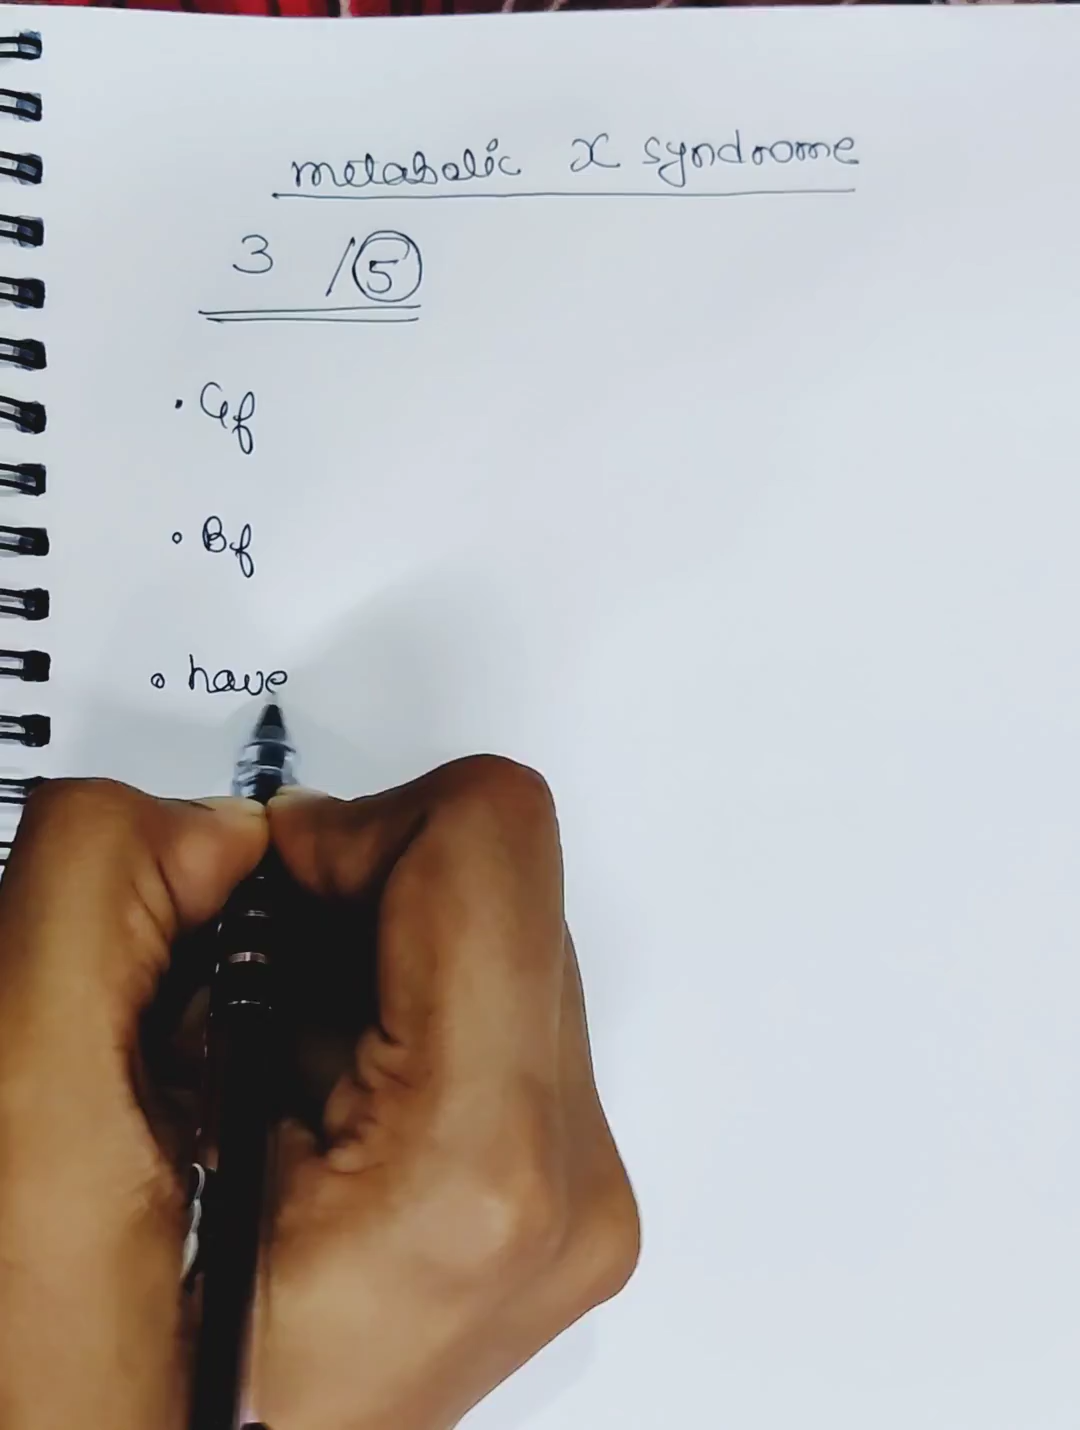 metabolic X syndrome
3 /5
• Gf
• Bf
• have